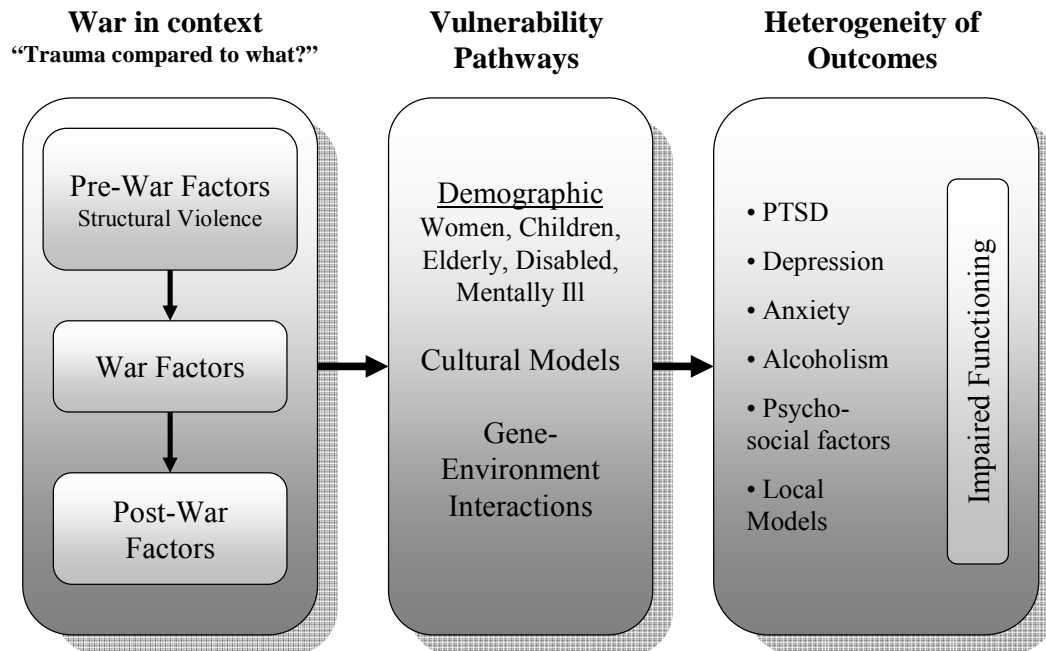 War in context
“Trauma compared to what?”
Pre-War Factors
Structural Violence
War Factors
Post-War
Factors
Vulnerability
Pathways
Demographic
Women, Children,
Elderly, Disabled,
Mentally Ill
Cultural Models
Gene-
Environment
Interactions
Heterogeneity of
Outcomes
• PTSD
• Depression
• Anxiety
• Alcoholism
• Psycho-
social factors
• Local
Models
Impaired Functioning